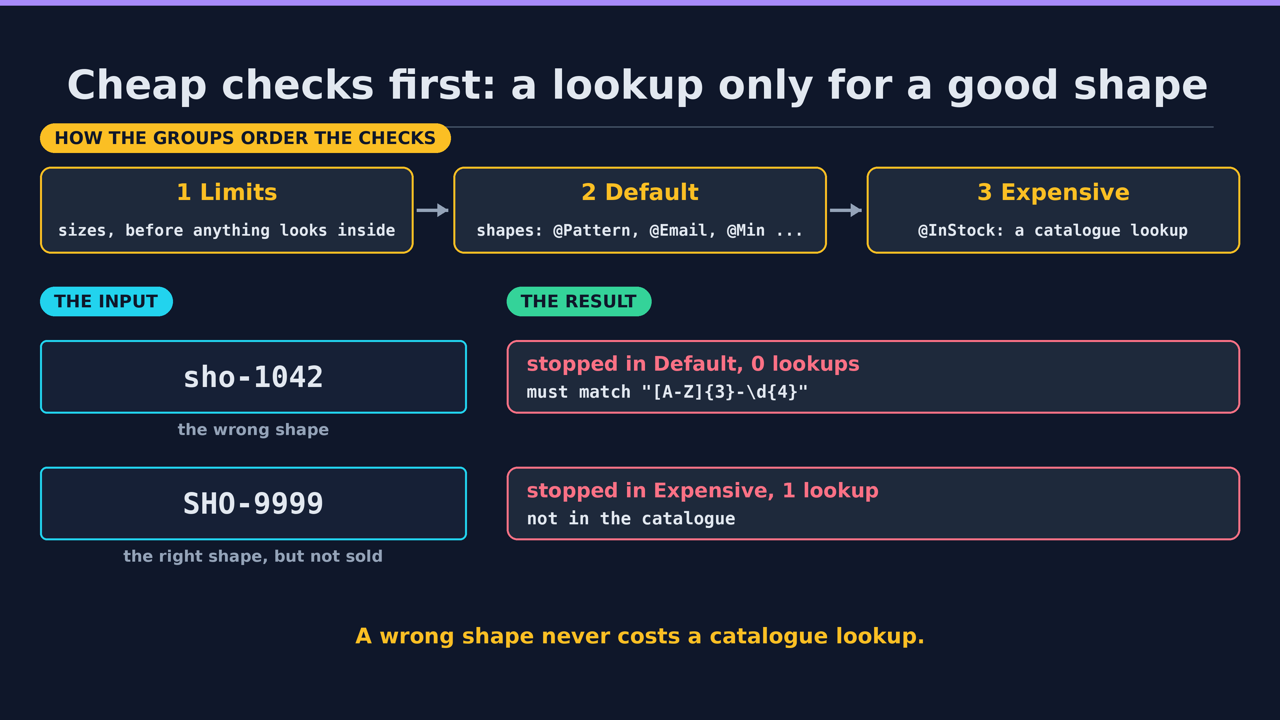 Cheap checks first: a lookup only for a good shape
HOW THE GROUPS ORDER THE CHECKS
1 Limits
sizes, before anything looks inside
2 Default
shapes: @Pattern, @Email, @Min ...
3 Expensive
@InStock: a catalogue lookup
THE INPUT
THE RESULT
sho-1042
the wrong shape
stopped in Default, 0 lookups
must match "[A-Z]{3}-\d{4}"
SHO-9999
the right shape, but not sold
stopped in Expensive, 1 lookup
not in the catalogue
A wrong shape never costs a catalogue lookup.